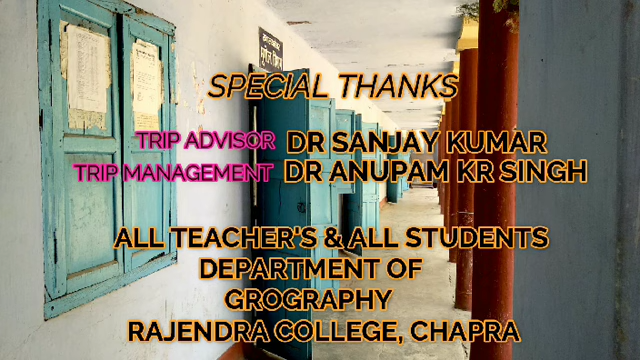 SPECIAL THANKS
TRIP ADVISOR DR SANJAY KUMAR
TRIP MANAGEMENT DR ANUPAM KR SINGH
ALL TEACHER'S & ALL STUDENTS
DEPARTMENT OF
GROGRAPHY
RAJENDRA COLLEGE, CHAPRA